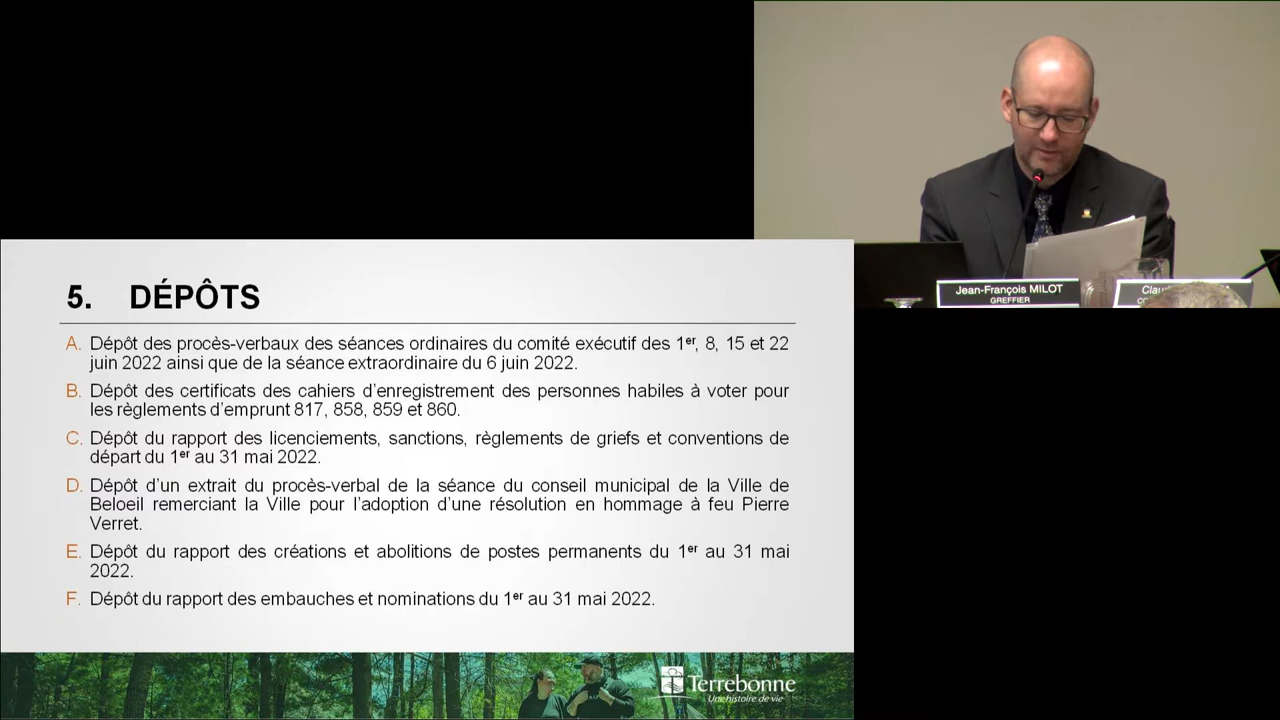 Jean-François MILOT
GREFFIER
5. DÉPÔTS
A. Dépôt des procès-verbaux des séances ordinaires du comité exécutif des 1er, 8, 15 et 22
juin 2022 ainsi que de la séance extraordinaire du 6 juin 2022.
B. Dépôt des certificats des cahiers d’enregistrement des personnes habiles à voter pour
les règlements d’emprunt 817, 858, 859 et 860.
C. Dépôt du rapport des licenciements, sanctions, règlements de griefs et conventions de
départ du 1er au 31 mai 2022.
D. Dépôt d’un extrait du procès-verbal de la séance du conseil municipal de la Ville de
Beloeil remerciant la Ville pour l’adoption d’une résolution en hommage à feu Pierre
Verret.
E. Dépôt du rapport des créations et abolitions de postes permanents du 1er au 31 mai
2022.
F. Dépôt du rapport des embauches et nominations du 1er au 31 mai 2022.
Terrebonne
Une histoire de vie